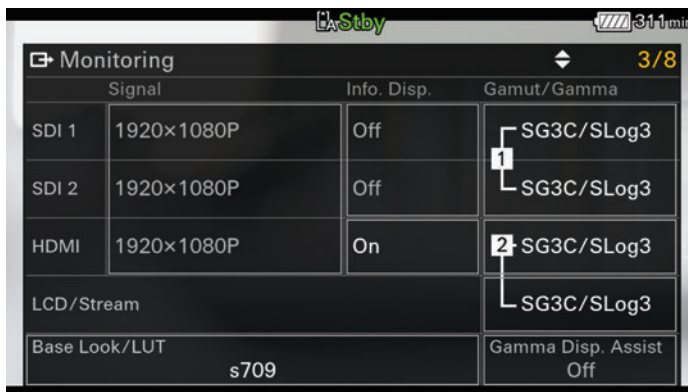 A Stby 311min
Monitoring 3/8
Signal Info. Disp. Gamut/Gamma
SDI 1 1920×1080P Off SG3C/SLog3
1
SDI 2 1920×1080P Off SG3C/SLog3
HDMI 1920×1080P On 2 SG3C/SLog3
LCD/Stream SG3C/SLog3
Base Look/LUT Gamma Disp. Assist
s709 Off